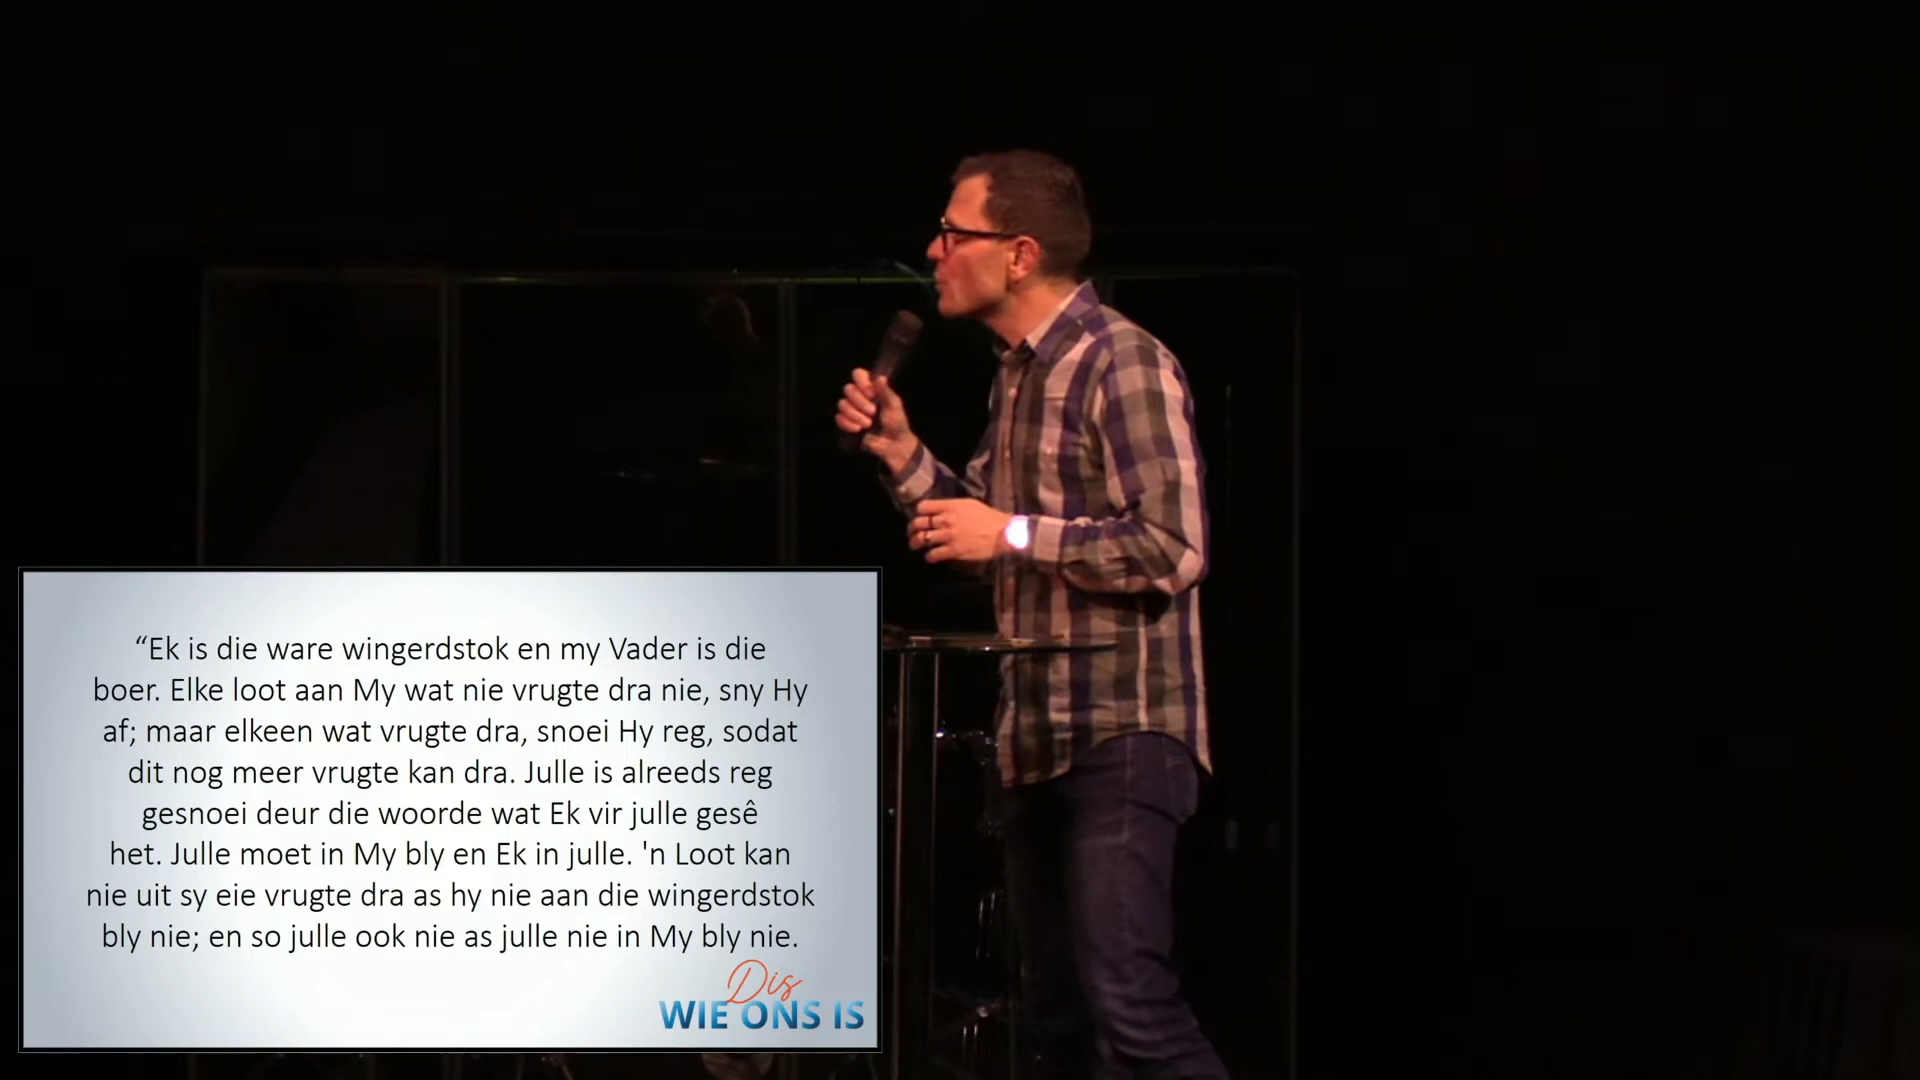 “Ek is die ware wingerdstok en my Vader is die
boer. Elke loot aan My wat nie vrugte dra nie, sny Hy
af; maar elkeen wat vrugte dra, snoei Hy reg, sodat
dit nog meer vrugte kan dra. Julle is alreeds reg
gesnoei deur die woorde wat Ek vir julle gesê
het. Julle moet in My bly en Ek in julle. 'n Loot kan
nie uit sy eie vrugte dra as hy nie aan die wingerdstok
bly nie; en so julle ook nie as julle nie in My bly nie.
Dis
WIE ONS IS